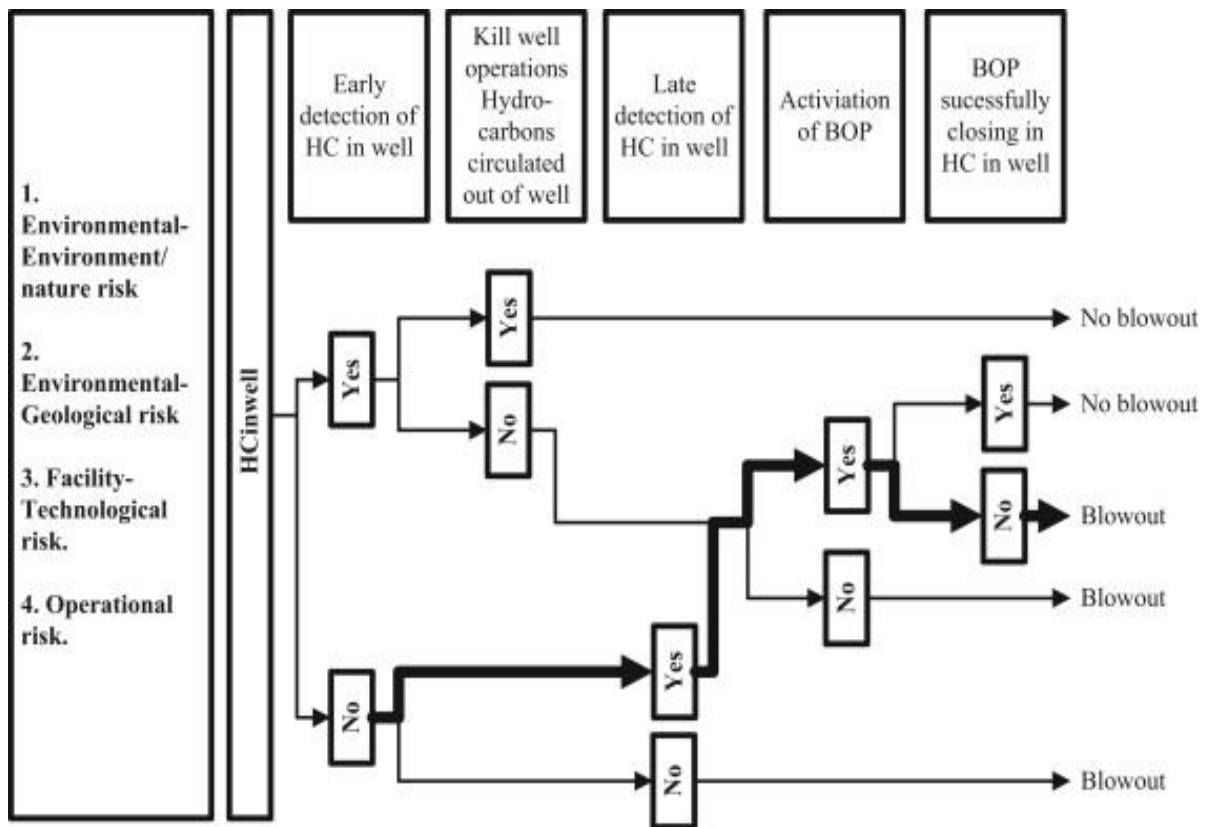 1.
Environmental-
Environment/
nature risk
2.
Environmental-
Geological risk
3. Facility-
Technological
risk.
4. Operational
risk.
HCinwell
Early
detection of
HC in well
Kill well
operations
Hydro-
carbons
circulated
out of well
Late
detection of
HC in well
Activiation
of BOP
BOP
sucessfully
closing in
HC in well
Yes
No blowout
Yes
Yes
No blowout
No
Yes
No
Blowout
No
Blowout
Yes
No
No
Blowout